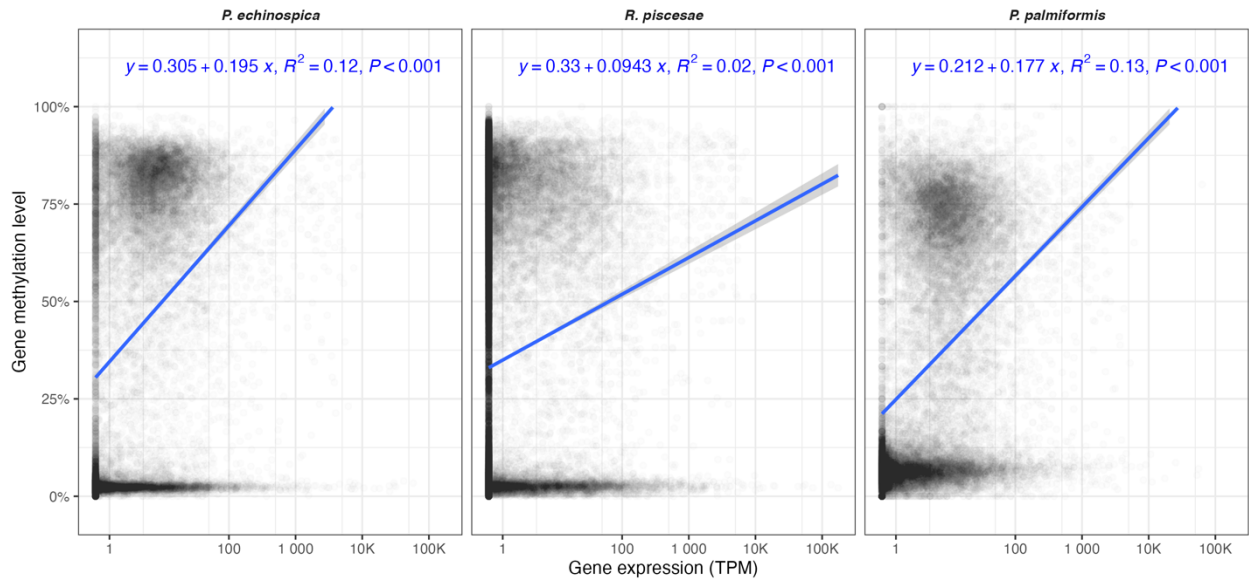 P. echinospica
R. piscesae
P. palmiformis
y = 0.305 + 0.195 x, R² = 0.12, P < 0.001
y = 0.33 + 0.0943 x, R² = 0.02, P < 0.001
y = 0.212 + 0.177 x, R² = 0.13, P < 0.001
Gene methylation level
100%
75%
50%
25%
0%
1 100 1 000 10K 100K
1 100 1 000 10K 100K
1 100 1 000 10K 100K
Gene expression (TPM)